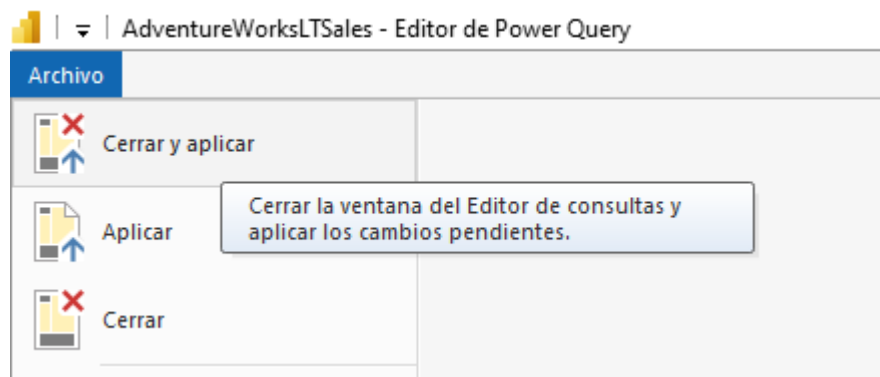 AdventureWorksLTSales - Editor de Power Query
Archivo
Cerrar y aplicar
Cerrar la ventana del Editor de consultas y
aplicar los cambios pendientes.
Aplicar
Cerrar